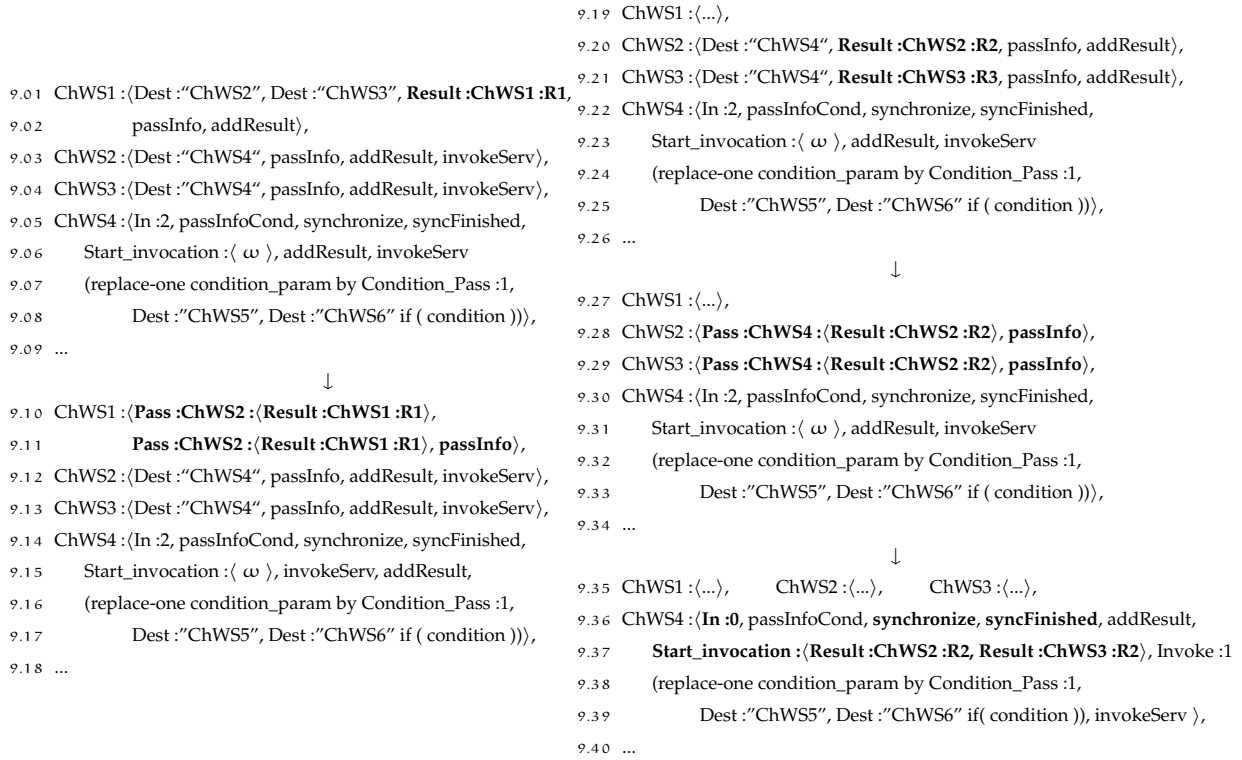 9.01 ChWS1 :⟨Dest :“ChWS2”, Dest :“ChWS3”, Result :ChWS1 :R1,
9.02 passInfo, addResult⟩,
9.03 ChWS2 :⟨Dest :”ChWS4“, passInfo, addResult, invokeServ⟩,
9.04 ChWS3 :⟨Dest :”ChWS4“, passInfo, addResult, invokeServ⟩,
9.05 ChWS4 :⟨In :2, passInfoCond, synchronize, syncFinished,
9.06 Start_invocation :⟨ ω ⟩, addResult, invokeServ
9.07 (replace-one condition_param by Condition_Pass :1,
9.08 Dest :”ChWS5”, Dest :”ChWS6” if ( condition ))⟩,
9.09 ...
↓
9.10 ChWS1 :⟨Pass :ChWS2 :⟨Result :ChWS1 :R1⟩,
9.11 Pass :ChWS2 :⟨Result :ChWS1 :R1⟩, passInfo⟩,
9.12 ChWS2 :⟨Dest :”ChWS4“, passInfo, addResult, invokeServ⟩,
9.13 ChWS3 :⟨Dest :”ChWS4“, passInfo, addResult, invokeServ⟩,
9.14 ChWS4 :⟨In :2, passInfoCond, synchronize, syncFinished,
9.15 Start_invocation :⟨ ω ⟩, invokeServ, addResult,
9.16 (replace-one condition_param by Condition_Pass :1,
9.17 Dest :”ChWS5”, Dest :”ChWS6” if ( condition ))⟩,
9.18 ...
9.19 ChWS1 :⟨...⟩,
9.20 ChWS2 :⟨Dest :“ChWS4“, Result :ChWS2 :R2, passInfo, addResult⟩,
9.21 ChWS3 :⟨Dest :”ChWS4“, Result :ChWS3 :R3, passInfo, addResult⟩,
9.22 ChWS4 :⟨In :2, passInfoCond, synchronize, syncFinished,
9.23 Start_invocation :⟨ ω ⟩, addResult, invokeServ
9.24 (replace-one condition_param by Condition_Pass :1,
9.25 Dest :”ChWS5”, Dest :”ChWS6” if ( condition ))⟩,
9.26 ...
↓
9.27 ChWS1 :⟨...⟩,
9.28 ChWS2 :⟨Pass :ChWS4 :⟨Result :ChWS2 :R2⟩, passInfo⟩,
9.29 ChWS3 :⟨Pass :ChWS4 :⟨Result :ChWS2 :R2⟩, passInfo⟩,
9.30 ChWS4 :⟨In :2, passInfoCond, synchronize, syncFinished,
9.31 Start_invocation :⟨ ω ⟩, addResult, invokeServ
9.32 (replace-one condition_param by Condition_Pass :1,
9.33 Dest :”ChWS5”, Dest :”ChWS6” if ( condition ))⟩,
9.34 ...
↓
9.35 ChWS1 :⟨...⟩, ChWS2 :⟨...⟩, ChWS3 :⟨...⟩,
9.36 ChWS4 :⟨In :0, passInfoCond, synchronize, syncFinished, addResult,
9.37 Start_invocation :⟨Result :ChWS2 :R2, Result :ChWS3 :R2⟩, Invoke :1
9.38 (replace-one condition_param by Condition_Pass :1,
9.39 Dest :”ChWS5”, Dest :”ChWS6” if( condition )), invokeServ ⟩,
9.40 ...